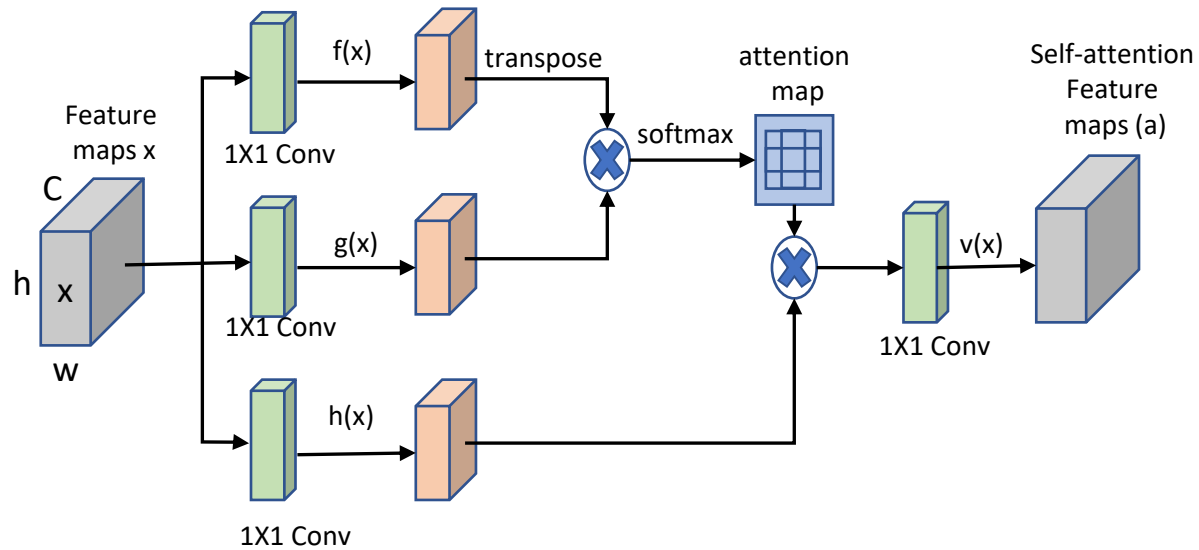 Feature
maps x
C
h
x
w
f(x)
1X1 Conv
g(x)
1X1 Conv
h(x)
1X1 Conv
transpose
softmax
attention
map
v(x)
1X1 Conv
Self-attention
Feature
maps (a)